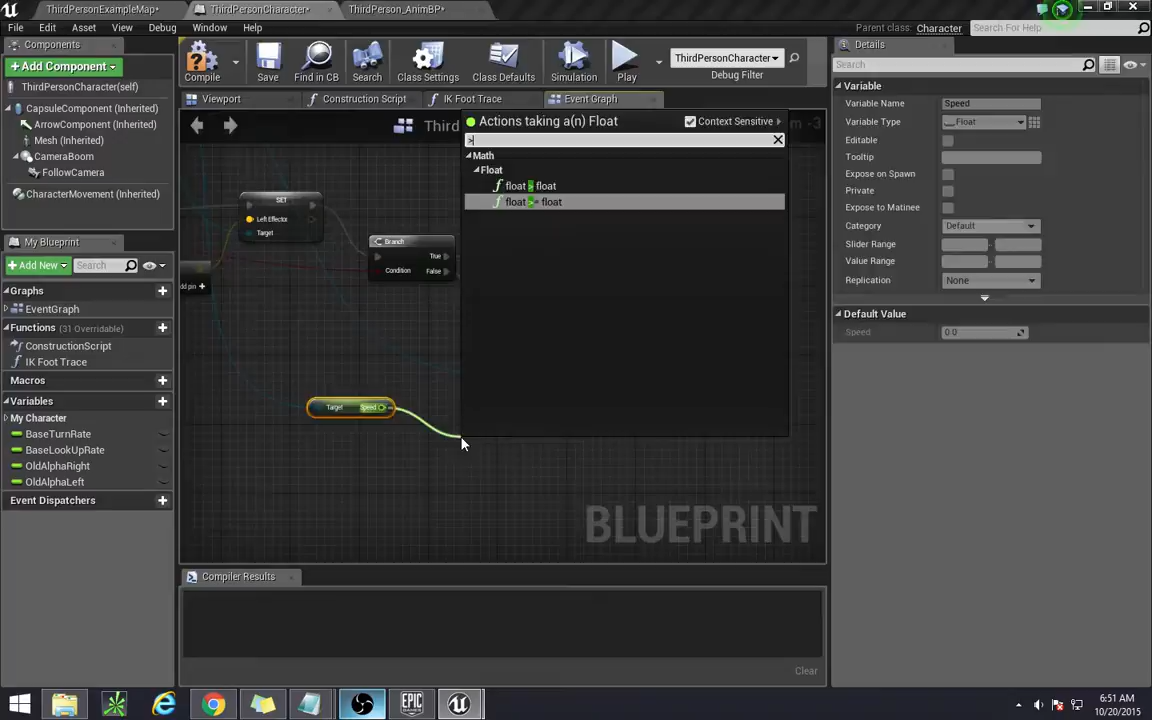 ThirdPersonExampleMap*
ThirdPersonCharacter*
ThirdPerson_AnimBP*
File Edit Asset View Debug Window Help
Parent class: Character
Search For Help
Components
+ Add Component
ThirdPersonCharacter(self)
CapsuleComponent (Inherited)
ArrowComponent (Inherited)
Mesh (Inherited)
CameraBoom
FollowCamera
CharacterMovement (Inherited)
Compile
Save
Find in CB
Search
Class Settings
Class Defaults
Simulation
Play
ThirdPersonCharacter
Debug Filter
Viewport
Construction Script
IK Foot Trace
Event Graph
Third
m -3
Actions taking a(n) Float
Context Sensitive
>
Math
Float
float > float
float >= float
SET
Left Effector
Target
Branch
True
Condition False
dd pin +
Target Speed
BLUEPRINT
My Blueprint
+ Add New
Search
Graphs
EventGraph
Functions (31 Overridable)
ConstructionScript
IK Foot Trace
Macros
Variables
My Character
BaseTurnRate
BaseLookUpRate
OldAlphaRight
OldAlphaLeft
Event Dispatchers
Compiler Results
Clear
Details
Search
Variable
Variable Name Speed
Variable Type Float
Editable
Tooltip
Expose on Spawn
Private
Expose to Matinee
Category Default
Slider Range
Value Range
Replication None
Default Value
Speed 0.0
EPIC
GAMES
6:51 AM
10/20/2015